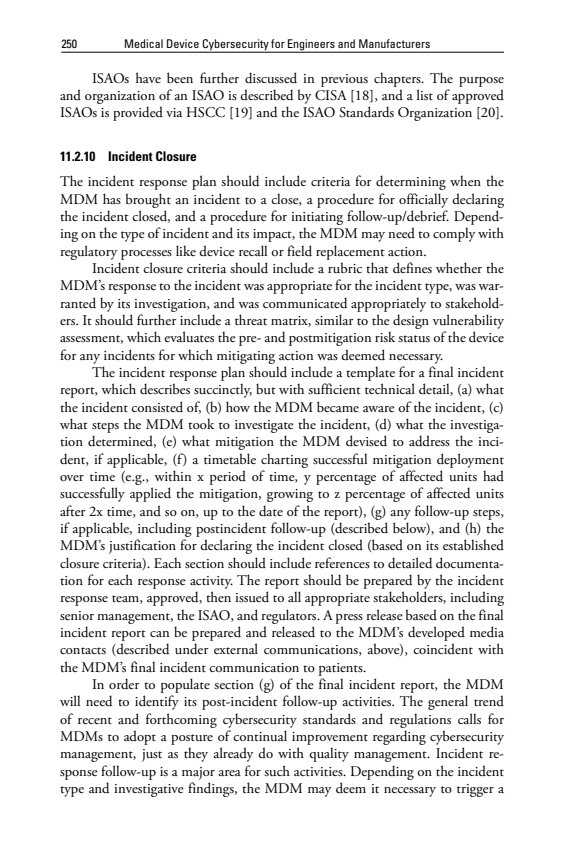 250 Medical Device Cybersecurity for Engineers and Manufacturers
ISAOs have been further discussed in previous chapters. The purpose
and organization of an ISAO is described by CISA [18], and a list of approved
ISAOs is provided via HSCC [19] and the ISAO Standards Organization [20].
11.2.10 Incident Closure
The incident response plan should include criteria for determining when the
MDM has brought an incident to a close, a procedure for officially declaring
the incident closed, and a procedure for initiating follow-up/debrief. Depend-
ing on the type of incident and its impact, the MDM may need to comply with
regulatory processes like device recall or field replacement action.
Incident closure criteria should include a rubric that defines whether the
MDM’s response to the incident was appropriate for the incident type, was war-
ranted by its investigation, and was communicated appropriately to stakehold-
ers. It should further include a threat matrix, similar to the design vulnerability
assessment, which evaluates the pre- and postmitigation risk status of the device
for any incidents for which mitigating action was deemed necessary.
The incident response plan should include a template for a final incident
report, which describes succinctly, but with sufficient technical detail, (a) what
the incident consisted of, (b) how the MDM became aware of the incident, (c)
what steps the MDM took to investigate the incident, (d) what the investiga-
tion determined, (e) what mitigation the MDM devised to address the inci-
dent, if applicable, (f) a timetable charting successful mitigation deployment
over time (e.g., within x period of time, y percentage of affected units had
successfully applied the mitigation, growing to z percentage of affected units
after 2x time, and so on, up to the date of the report), (g) any follow-up steps,
if applicable, including postincident follow-up (described below), and (h) the
MDM’s justification for declaring the incident closed (based on its established
closure criteria). Each section should include references to detailed documenta-
tion for each response activity. The report should be prepared by the incident
response team, approved, then issued to all appropriate stakeholders, including
senior management, the ISAO, and regulators. A press release based on the final
incident report can be prepared and released to the MDM’s developed media
contacts (described under external communications, above), coincident with
the MDM’s final incident communication to patients.
In order to populate section (g) of the final incident report, the MDM
will need to identify its post-incident follow-up activities. The general trend
of recent and forthcoming cybersecurity standards and regulations calls for
MDMs to adopt a posture of continual improvement regarding cybersecurity
management, just as they already do with quality management. Incident re-
sponse follow-up is a major area for such activities. Depending on the incident
type and investigative findings, the MDM may deem it necessary to trigger a